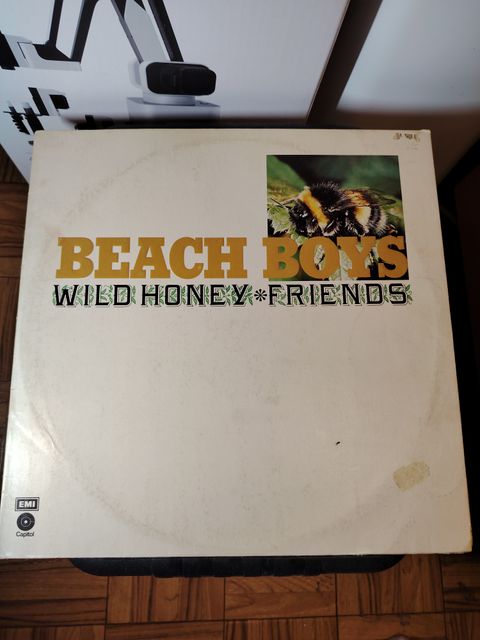 BEACH BOYS
WILD HONEY * FRIENDS
EMI
Capitol